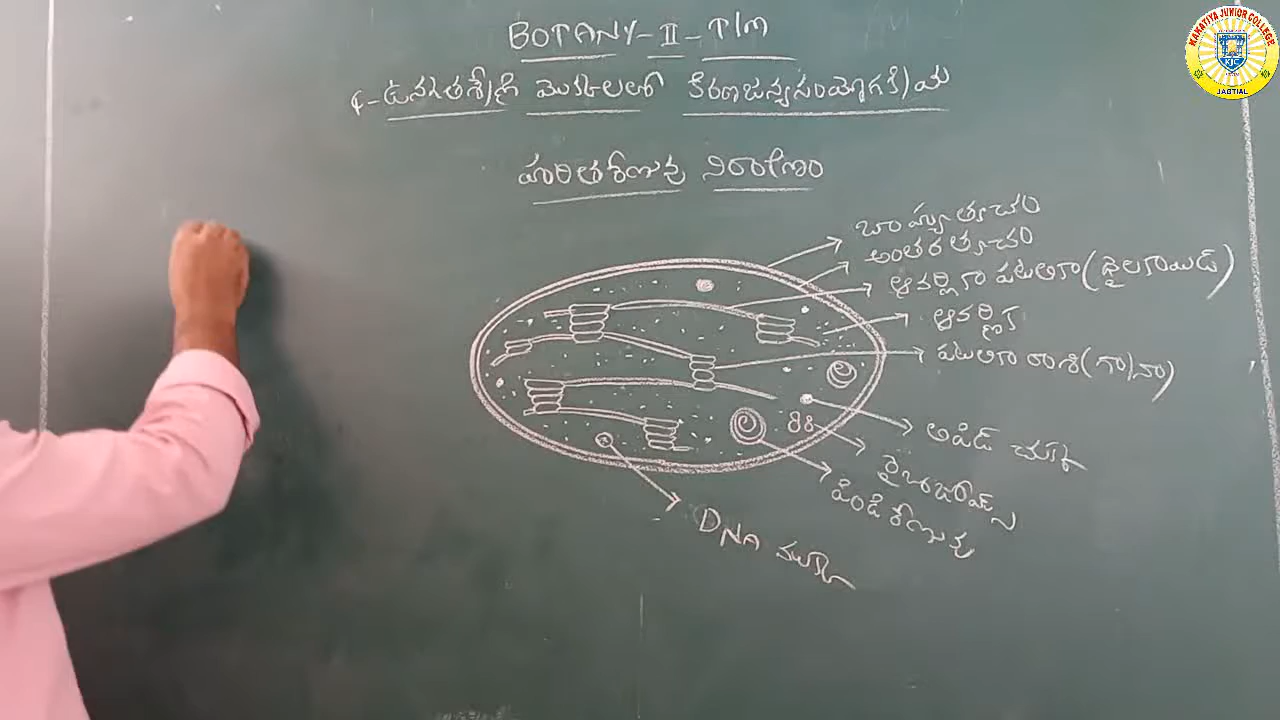 BOTANY - II - T/M
4 - ఉన్నతశ్రేణి మొక్కలలో కిరణజన్యసంయోగక్రియ
హరితరేణువు నిర్మాణం
బాహ్యత్వచం
అంతరత్వచం
ఆవర్ణికా పటలికా (థైలకాయిడ్)
ఆవర్ణిక
పటలికా రాశి (గ్రానా)
లిపిడ్ చుక్క
రైబోజోమ్స్
పిండి రేణువు
DNA ముక్క
KAKATIYA JUNIOR COLLEGE
KJC
JAGTIAL